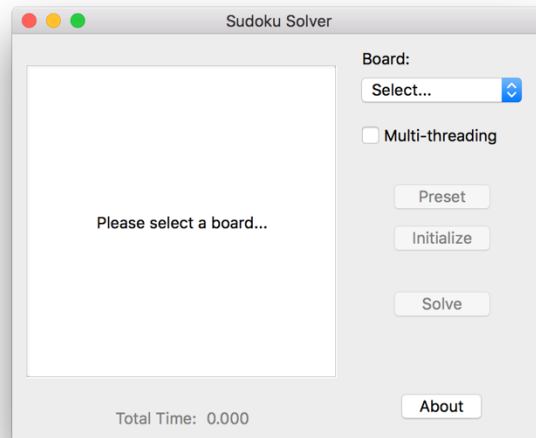 Sudoku Solver
Board:
Select...
Multi-threading
Please select a board...
Preset
Initialize
Solve
About
Total Time: 0.000